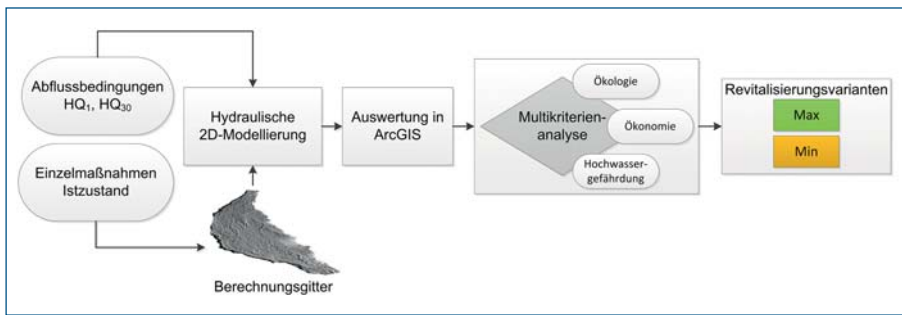 Abflussbedingungen
HQ₁, HQ₃₀
Einzelmaßnahmen
Istzustand
Hydraulische
2D-Modellierung
Berechnungsgitter
Auswertung in
ArcGIS
Multikriterien-
analyse
Ökologie
Ökonomie
Hochwasser-
gefährdung
Revitalisierungsvarianten
Max
Min